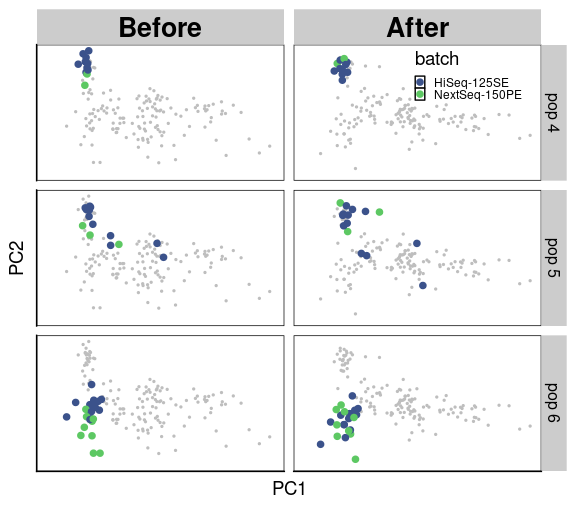 Before
After
batch
HiSeq-125SE
NextSeq-150PE
pop 4
pop 5
pop 6
PC2
PC1